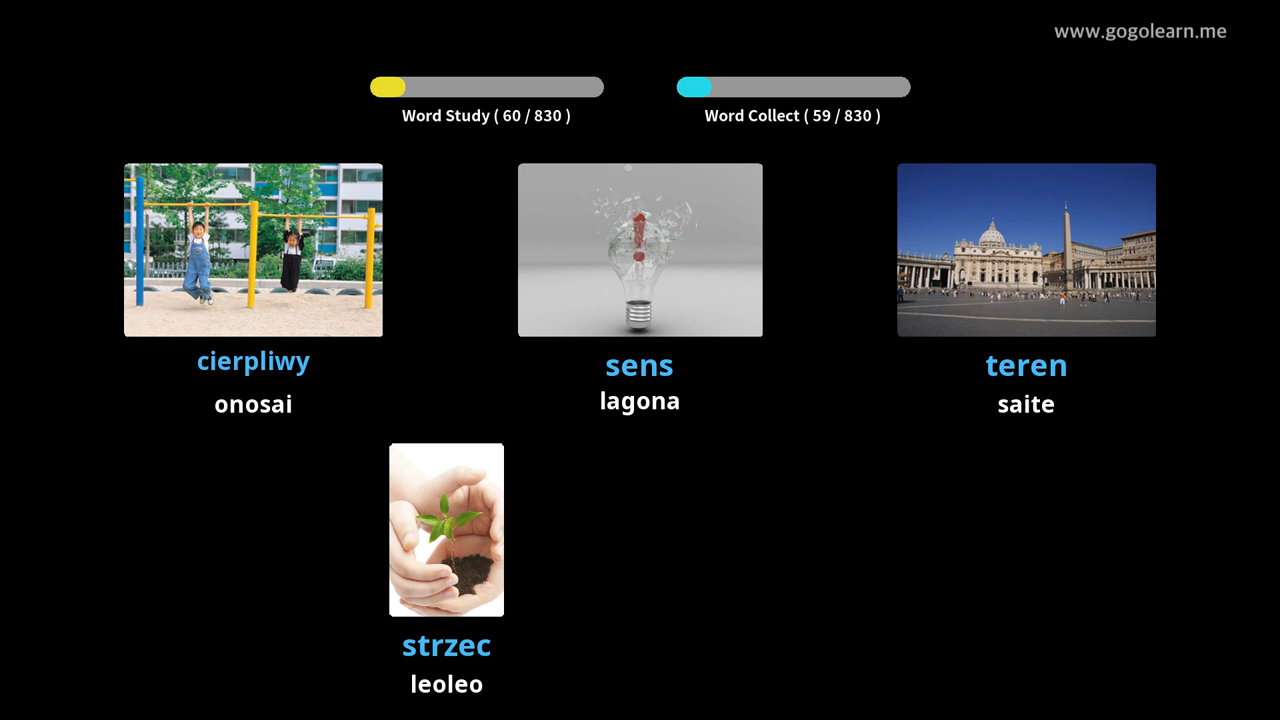 www.gogolearn.me
Word Study ( 60 / 830 )
Word Collect ( 59 / 830 )
cierpliwy
onosai
sens
lagona
teren
saite
strzec
leoleo